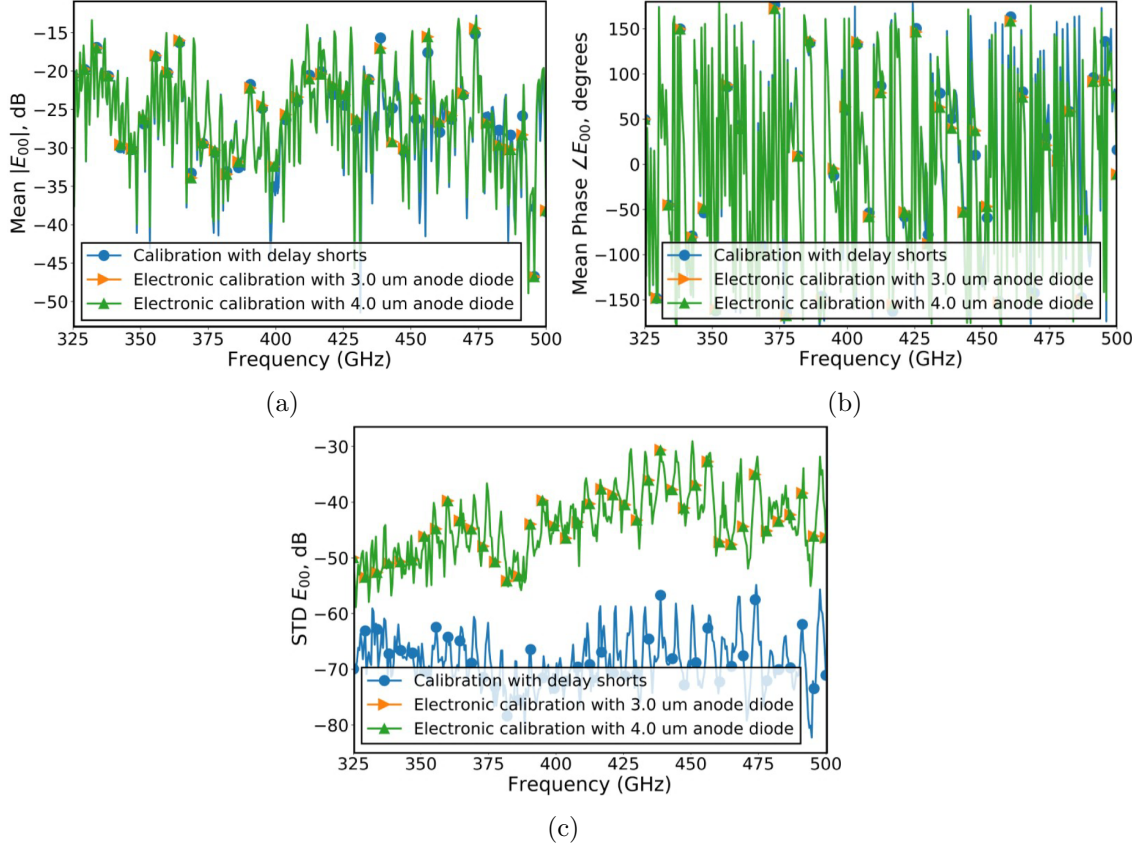 −15
−20
−25
−30
−35
−40
−45
−50
Mean |E00|, dB
Calibration with delay shorts
Electronic calibration with 3.0 um anode diode
Electronic calibration with 4.0 um anode diode
325 350 375 400 425 450 475 500
Frequency (GHz)
(a)
150
100
50
0
−50
−100
−150
Mean Phase ∠E00, degrees
Calibration with delay shorts
Electronic calibration with 3.0 um anode diode
Electronic calibration with 4.0 um anode diode
325 350 375 400 425 450 475 500
Frequency (GHz)
(b)
−30
−40
−50
−60
−70
−80
STD E00, dB
Calibration with delay shorts
Electronic calibration with 3.0 um anode diode
Electronic calibration with 4.0 um anode diode
325 350 375 400 425 450 475 500
Frequency (GHz)
(c)